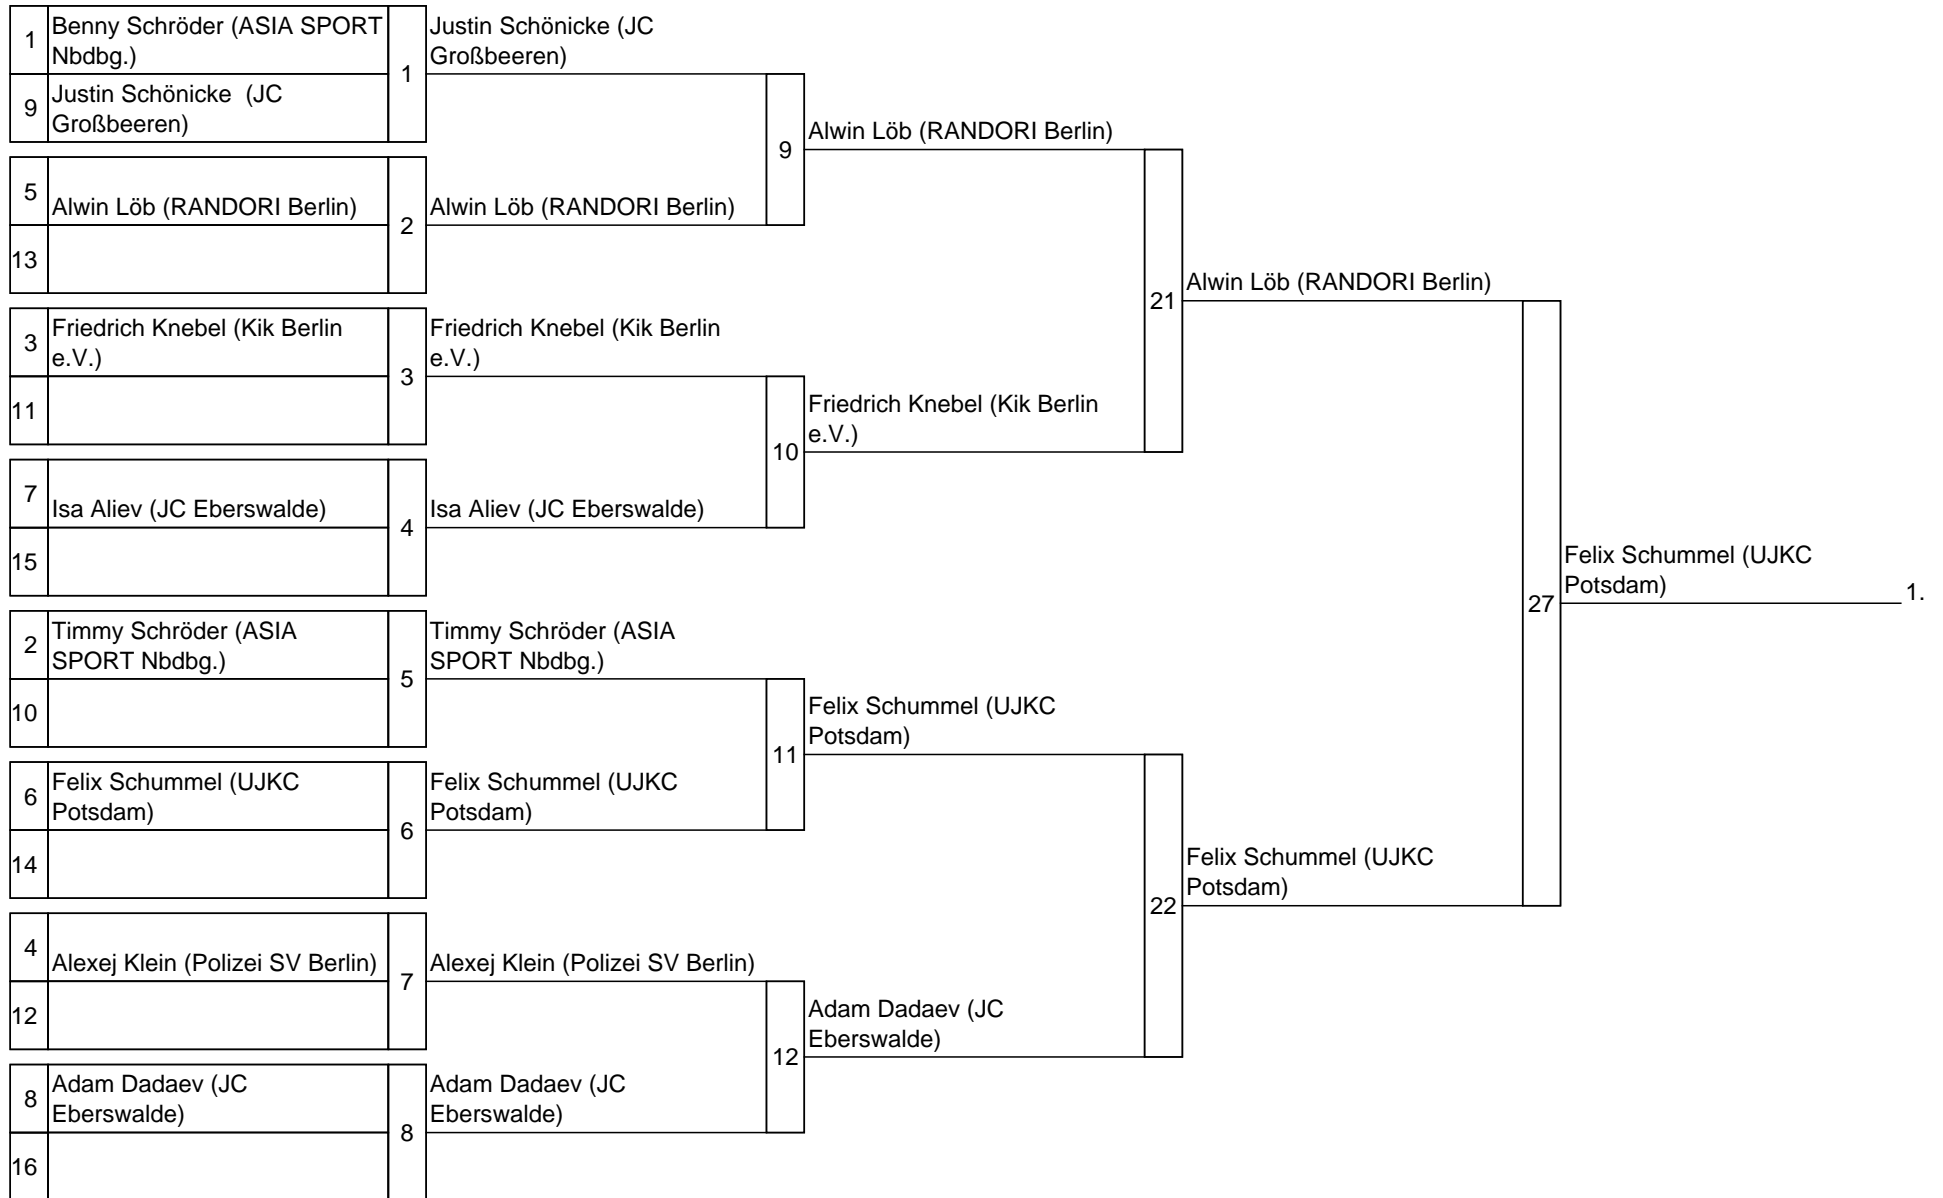 1
Benny Schröder (ASIA SPORT
Nbdbg.)
9
Justin Schönicke  (JC
Großbeeren)
1
Justin Schönicke (JC
Großbeeren)
5
Alwin Löb (RANDORI Berlin)
13
2
Alwin Löb (RANDORI Berlin)
9
Alwin Löb (RANDORI Berlin)
3
Friedrich Knebel (Kik Berlin
e.V.)
11
3
Friedrich Knebel (Kik Berlin
e.V.)
7
Isa Aliev (JC Eberswalde)
15
4
Isa Aliev (JC Eberswalde)
10
Friedrich Knebel (Kik Berlin
e.V.)
21
Alwin Löb (RANDORI Berlin)
2
Timmy Schröder (ASIA
SPORT Nbdbg.)
10
5
Timmy Schröder (ASIA
SPORT Nbdbg.)
6
Felix Schummel (UJKC
Potsdam)
14
6
Felix Schummel (UJKC
Potsdam)
11
Felix Schummel (UJKC
Potsdam)
4
Alexej Klein (Polizei SV Berlin)
12
7
Alexej Klein (Polizei SV Berlin)
8
Adam Dadaev (JC
Eberswalde)
16
8
Adam Dadaev (JC
Eberswalde)
12
Adam Dadaev (JC
Eberswalde)
22
Felix Schummel (UJKC
Potsdam)
27
Felix Schummel (UJKC
Potsdam)
1.